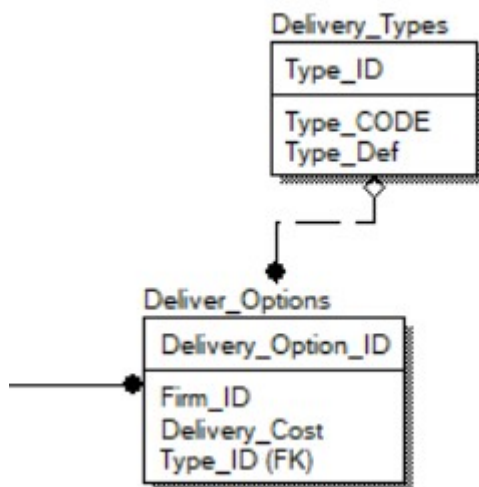 Delivery_Types
Type_ID
Type_CODE
Type_Def
Deliver_Options
Delivery_Option_ID
Firm_ID
Delivery_Cost
Type_ID (FK)